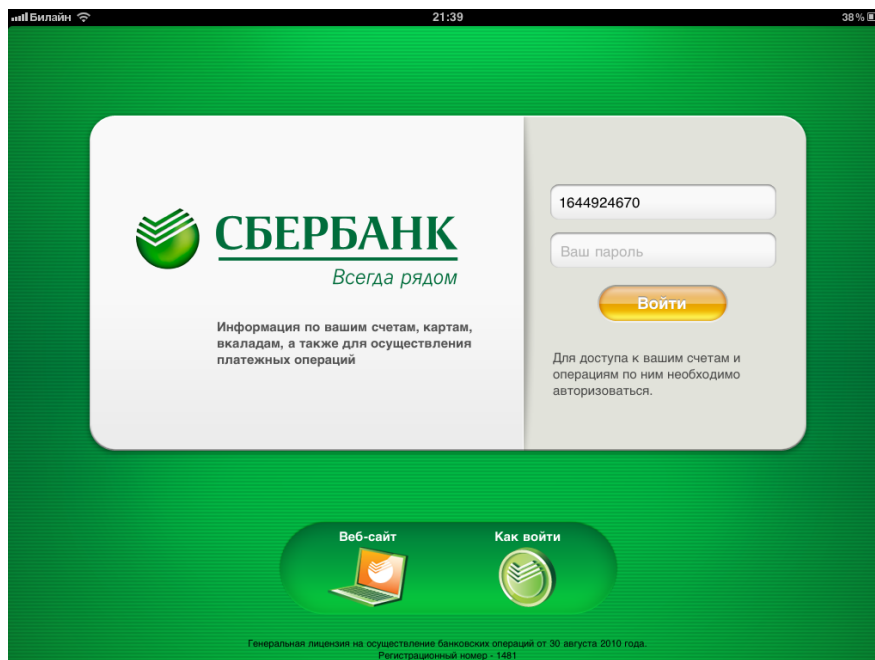 Билайн 21:39 38 %
СБЕРБАНК
Всегда рядом
Информация по вашим счетам, картам,
вкаладам, а также для осуществления
платежных операций
1644924670
Ваш пароль
Войти
Для доступа к вашим счетам и
операциям по ним необходимо
авторизоваться.
Веб-сайт Как войти
Генеральная лицензия на осуществление банковских операций от 30 августа 2010 года.
Регистрационный номер - 1481